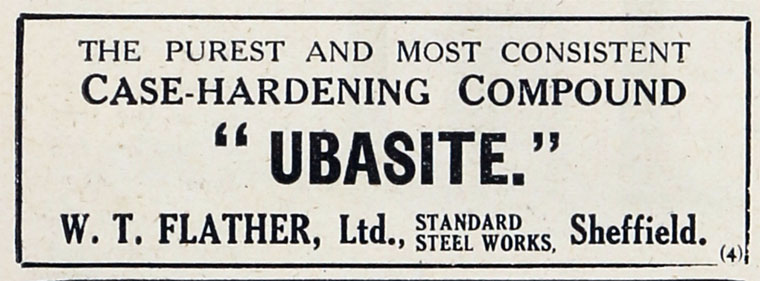 THE PUREST AND MOST CONSISTENT
CASE-HARDENING COMPOUND
"UBASITE."
W. T. FLATHER, Ltd., STANDARD STEEL WORKS, Sheffield.
(4)